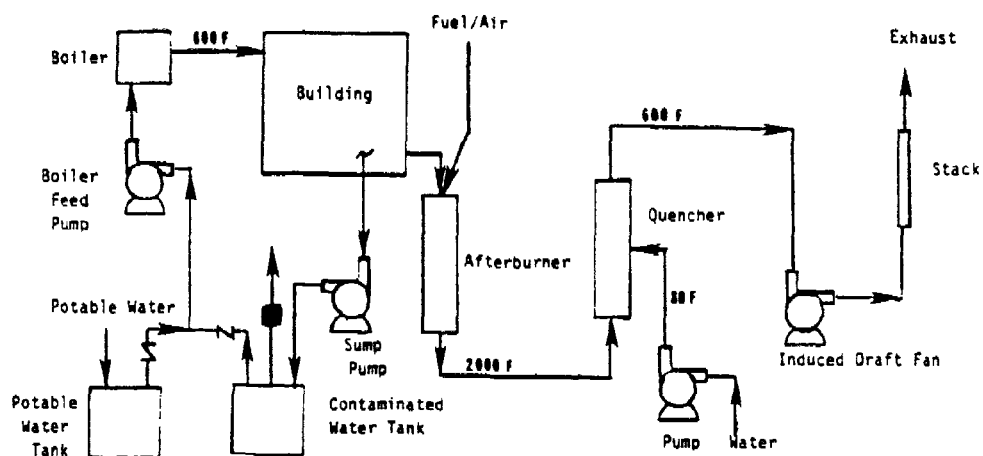 Fuel/Air
Exhaust
Boiler
600 F
Building
600 F
Stack
Boiler
Feed
Pump
Quencher
Afterburner
80 F
Potable Water
Sump
Pump
2000 F
Induced Draft Fan
Potable
Water
Tank
Contaminated
Water Tank
Pump
Water